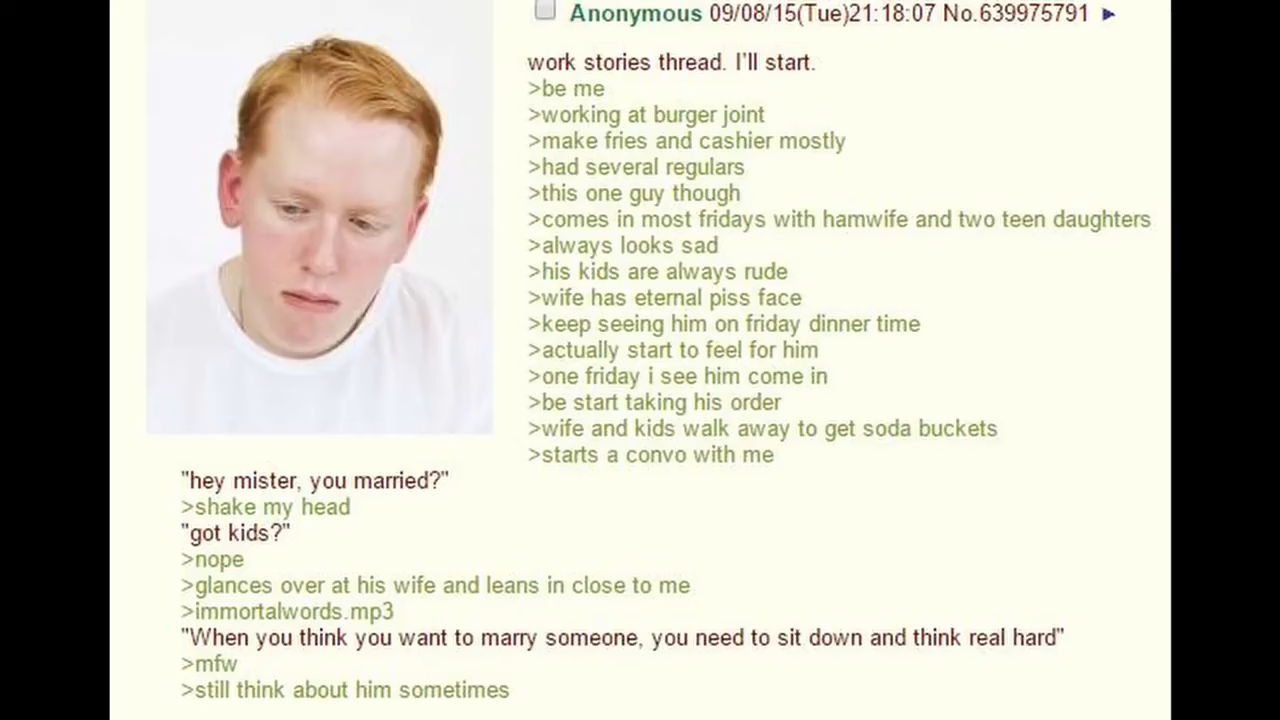 Anonymous 09/08/15(Tue)21:18:07 No.639975791 ►
work stories thread. I'll start.
>be me
>working at burger joint
>make fries and cashier mostly
>had several regulars
>this one guy though
>comes in most fridays with hamwife and two teen daughters
>always looks sad
>his kids are always rude
>wife has eternal piss face
>keep seeing him on friday dinner time
>actually start to feel for him
>one friday i see him come in
>be start taking his order
>wife and kids walk away to get soda buckets
>starts a convo with me
"hey mister, you married?"
>shake my head
"got kids?"
>nope
>glances over at his wife and leans in close to me
>immortalwords.mp3
"When you think you want to marry someone, you need to sit down and think real hard"
>mfw
>still think about him sometimes